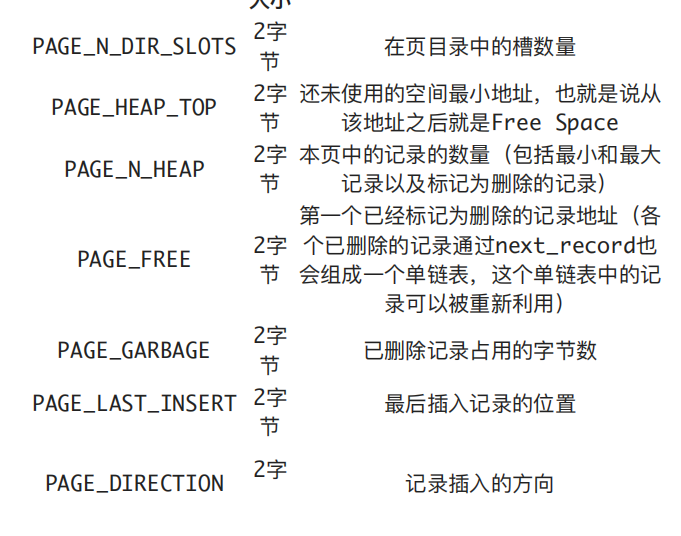 大小
PAGE_N_DIR_SLOTS 2字节 在页目录中的槽数量
PAGE_HEAP_TOP 2字节 还未使用的空间最小地址，也就是说从
该地址之后就是Free Space
PAGE_N_HEAP 2字节 本页中的记录的数量（包括最小和最大
记录以及标记为删除的记录）
第一个已经标记为删除的记录地址（各
PAGE_FREE 2字节 个已删除的记录通过next_record也
会组成一个单链表，这个单链表中的记
录可以被重新利用）
PAGE_GARBAGE 2字节 已删除记录占用的字节数
PAGE_LAST_INSERT 2字节 最后插入记录的位置
PAGE_DIRECTION 2字 记录插入的方向